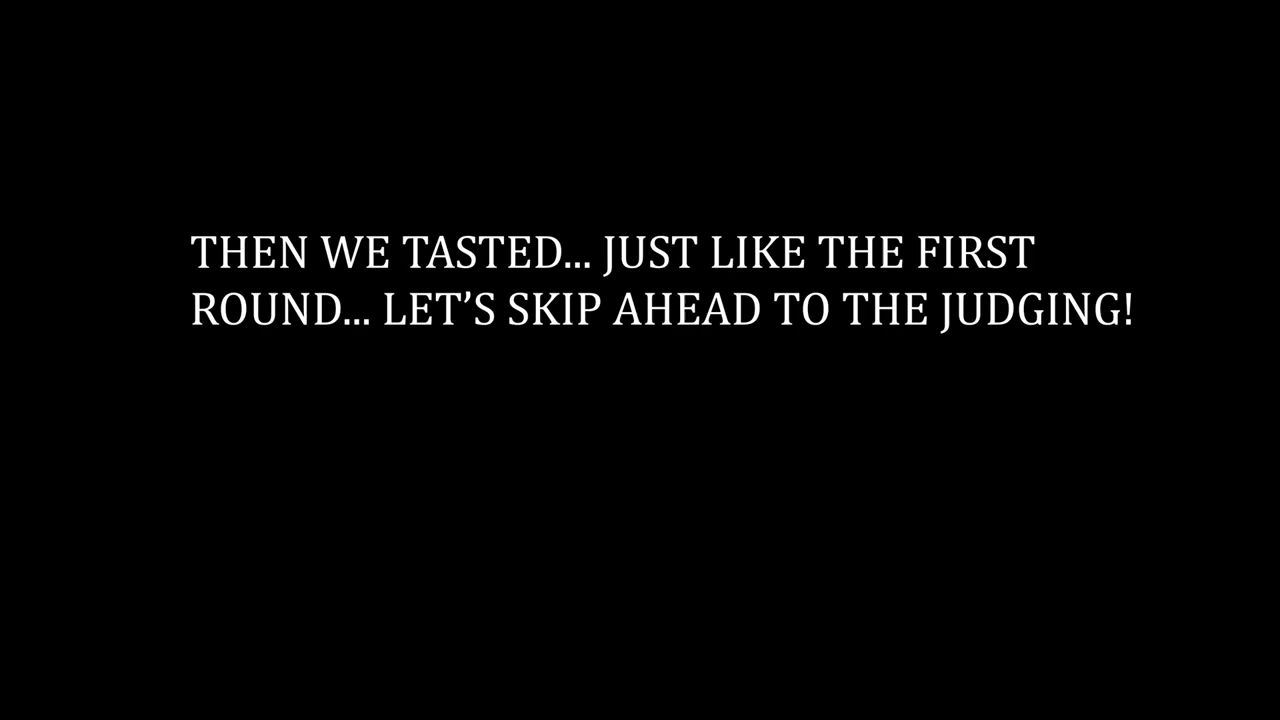 THEN WE TASTED... JUST LIKE THE FIRST
ROUND... LET’S SKIP AHEAD TO THE JUDGING!